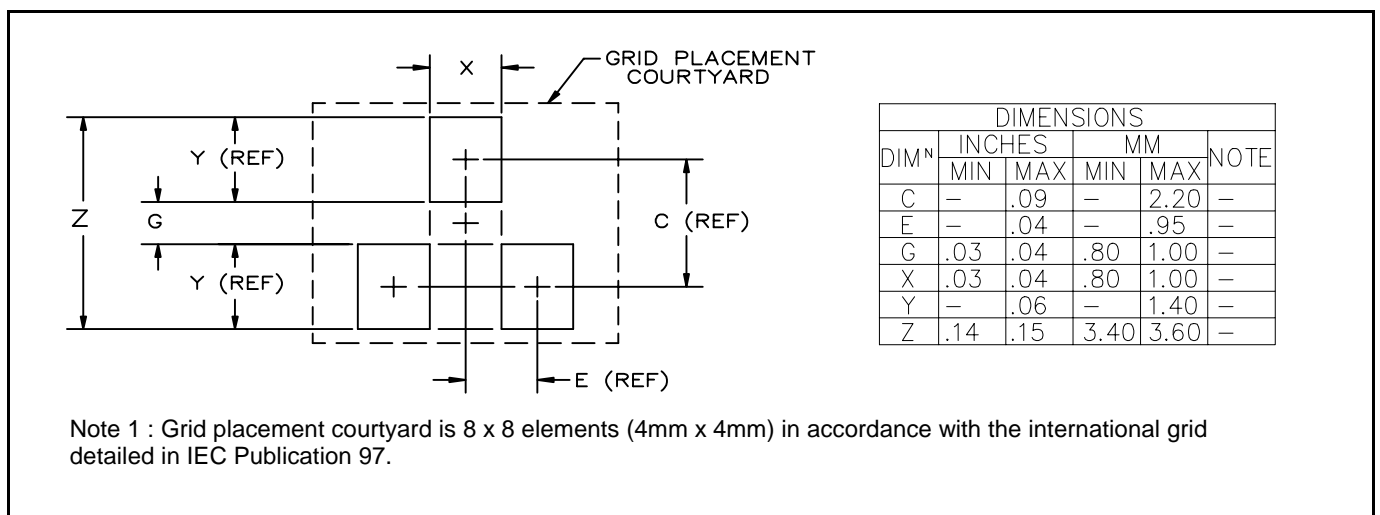 GRID PLACEMENT
COURTYARD
X
Y (REF)
Z
G
C (REF)
Y (REF)
E (REF)
DIMENSIONS
DIMᴺ INCHES MM NOTE
MIN MAX MIN MAX
C – .09 – 2.20 –
E – .04 – .95 –
G .03 .04 .80 1.00 –
X .03 .04 .80 1.00 –
Y – .06 – 1.40 –
Z .14 .15 3.40 3.60 –
Note 1 : Grid placement courtyard is 8 x 8 elements (4mm x 4mm) in accordance with the international grid
detailed in IEC Publication 97.